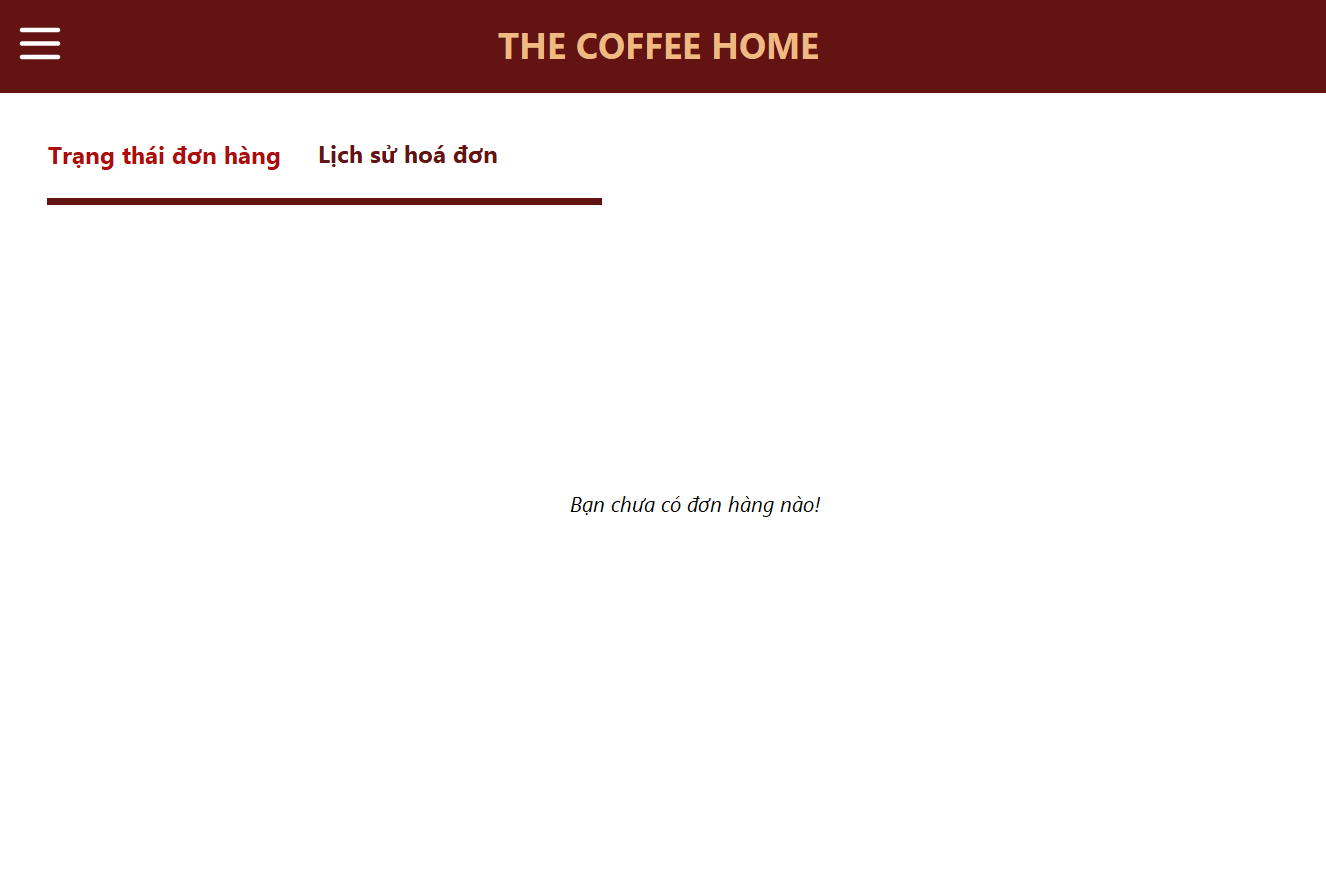 THE COFFEE HOME
Trạng thái đơn hàng Lịch sử hoá đơn
Bạn chưa có đơn hàng nào!